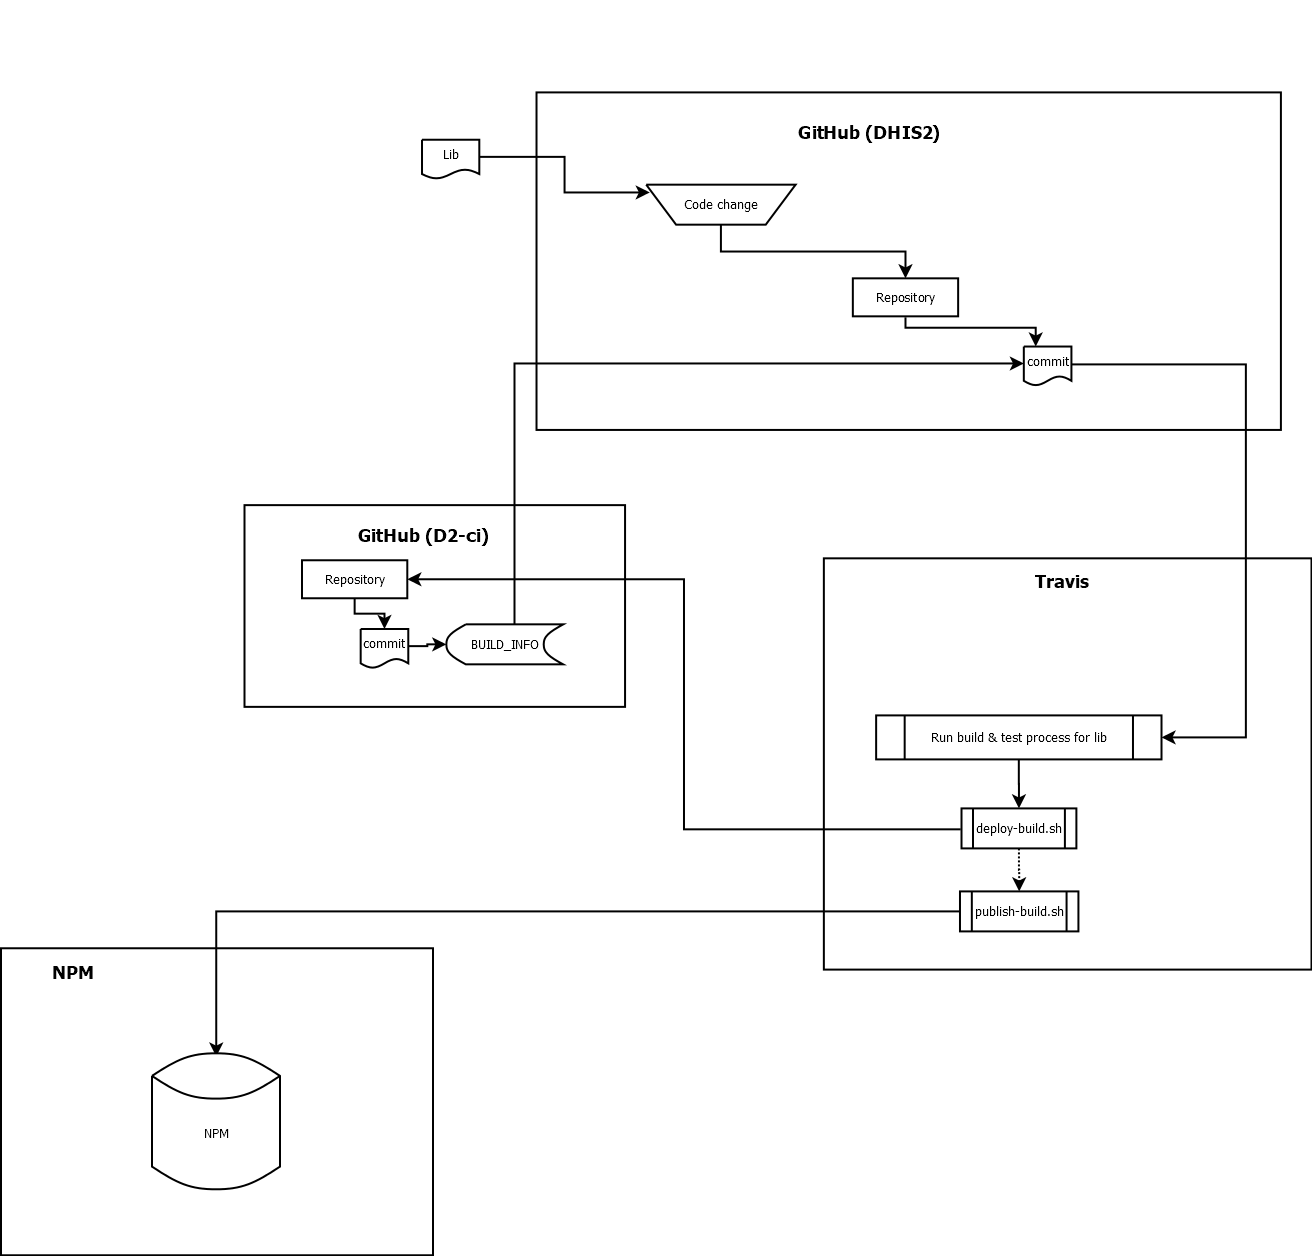 GitHub (DHIS2)
Lib
Code change
Repository
commit
GitHub (D2-ci)
Repository
commit
BUILD_INFO
Travis
Run build & test process for lib
deploy-build.sh
publish-build.sh
NPM
NPM